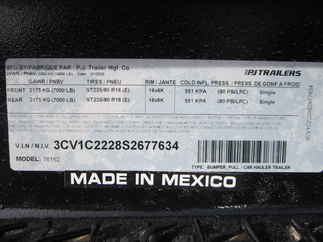 MFD BY/FABRIQUE PAR: PJ Trailer Mgf. Co.
PJ TRAILERS
GAWR / PNBV TIRES / PNEU RIM / JANTE COLD INFL. PRESS / PRESS DE GONF A FROID
FRONT 3175 KG (7000 LB) ST235/80 R16 (E) 16x6K 551 KPA (80 PSI/LPC) Single
REAR 3175 KG (7000 LB) ST235/80 R16 (E) 16x6K 551 KPA (80 PSI/LPC) Single
V.I.N / N.I.V. 3CV1C2228S2677634
MODEL: TYPE: BUMPER, PULL / CAR HAULER TRAILER
MADE IN MEXICO